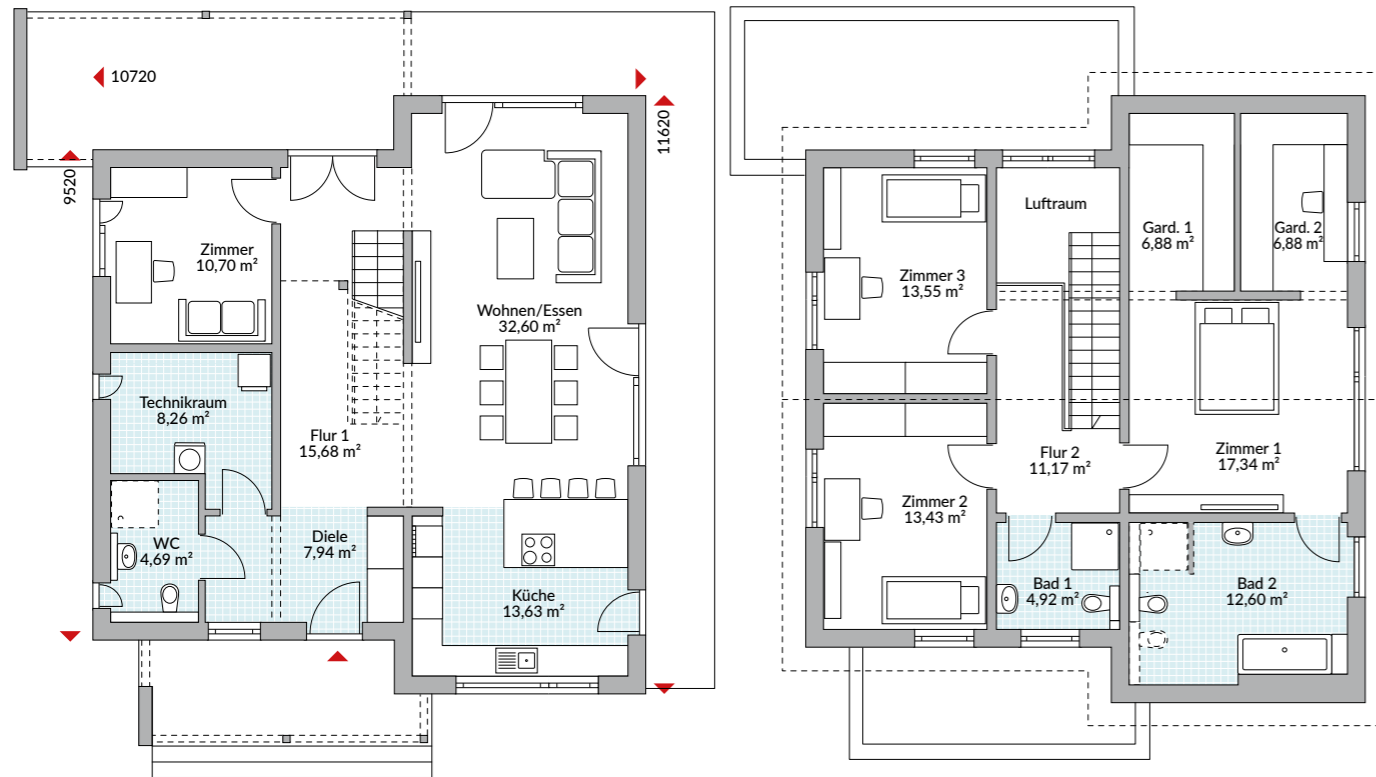 10720
9520
11620
Zimmer
10,70 m²
Technikraum
8,26 m²
WC
4,69 m²
Flur 1
15,68 m²
Diele
7,94 m²
Wohnen/Essen
32,60 m²
Küche
13,63 m²
Luftraum
Zimmer 3
13,55 m²
Gard. 1
6,88 m²
Gard. 2
6,88 m²
Zimmer 2
13,43 m²
Flur 2
11,17 m²
Zimmer 1
17,34 m²
Bad 1
4,92 m²
Bad 2
12,60 m²